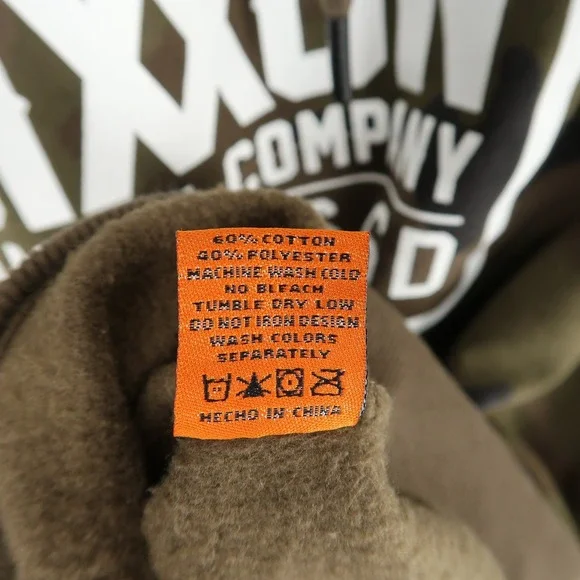 COMPANY
60% COTTON
40% POLYESTER
MACHINE WASH COLD
NO BLEACH
TUMBLE DRY LOW
DO NOT IRON DESIGN
WASH COLORS
SEPARATELY
HECHO IN CHINA